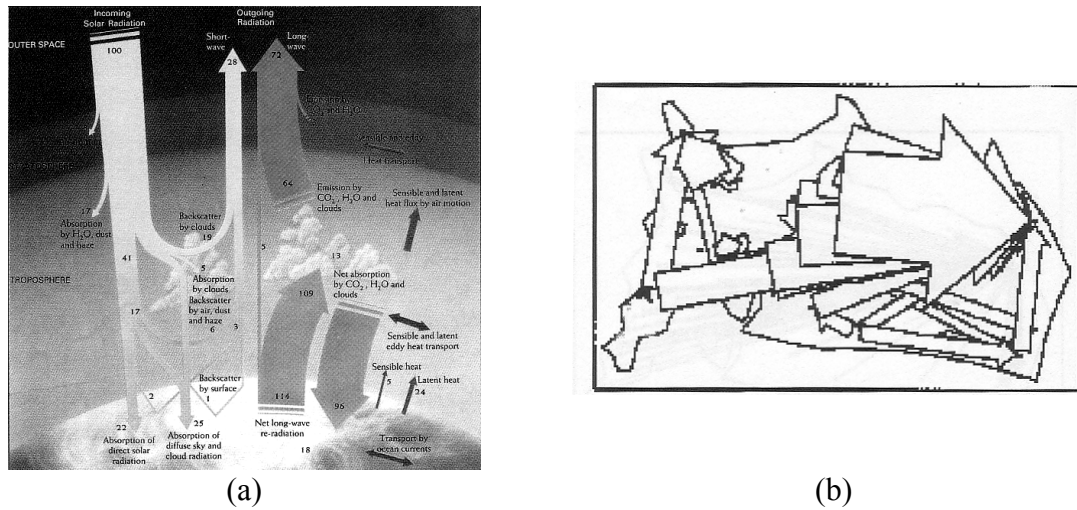 Incoming
Solar Radiation
Outgoing
Radiation
OUTER SPACE
100
Short-
wave
28
Long-
wave
72
Sensible and eddy
Heat transport
64
Emission by
CO₂, H₂O and
clouds
Sensible and latent
heat flux by air motion
17
Absorption
by H₂O, dust
and haze
Backscatter
by clouds
19
41
5
5
13
TROPOSPHERE
Absorption
by clouds
Net absorption
by CO₂, H₂O and
clouds
109
Backscatter
by air, dust
and haze
17
6
3
Sensible and latent
eddy heat transport
Sensible heat
5
Latent heat
24
Backscatter
by surface
1
2
114
96
22
Absorption of
direct solar
radiation
25
Absorption of
diffuse sky and
cloud radiation
Net long-wave
re-radiation
18
Transport by
ocean currents
(a)
(b)